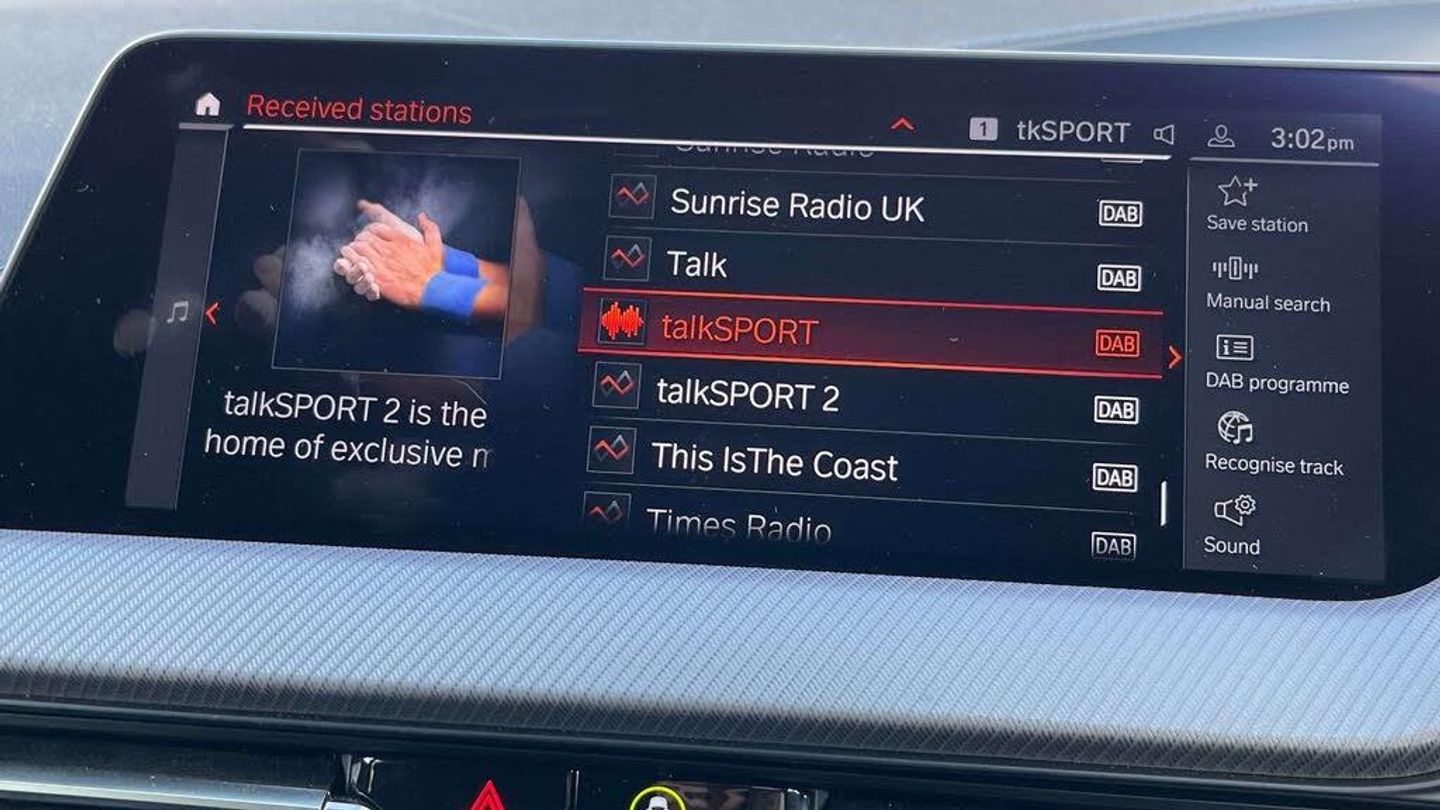 Received stations
1 tkSPORT
3:02pm
Sunrise Radio
Sunrise Radio UK DAB
Talk DAB
talkSPORT DAB
talkSPORT 2 DAB
This IsThe Coast DAB
Times Radio DAB
talkSPORT 2 is the
home of exclusive
Save station
Manual search
DAB programme
Recognise track
Sound